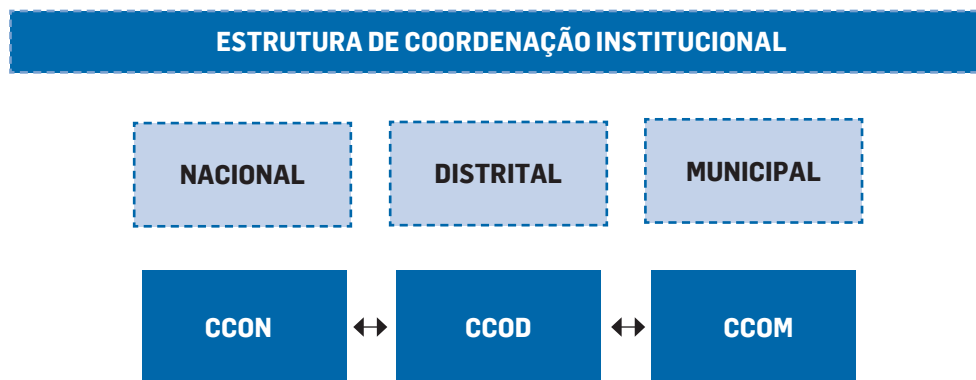 ESTRUTURA DE COORDENAÇÃO INSTITUCIONAL
NACIONAL
DISTRITAL
MUNICIPAL
CCON
CCOD
CCOM